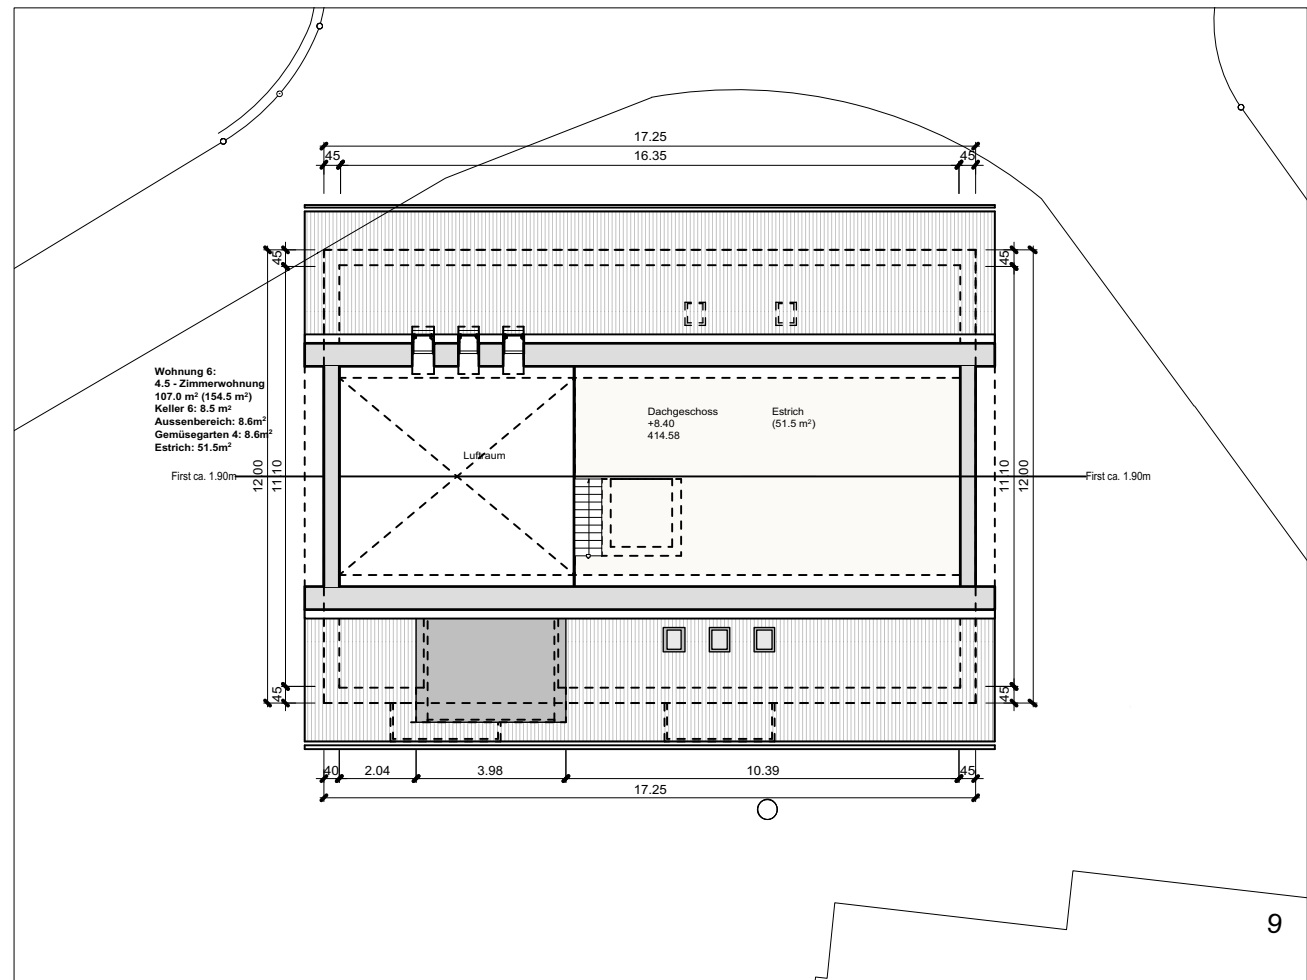 17.25
45 16.35 45
45
45
Wohnung 6:
4.5 - Zimmerwohnung
107.0 m² (154.5 m²)
Keller 6: 8.5 m²
Aussenbereich: 8.6m²
Gemüsegarten 4: 8.6m²
Estrich: 51.5m²
Dachgeschoss
+8.40
414.58
Estrich
(51.5 m²)
Luftraum
First ca. 1.90m
First ca. 1.90m
12.00
11.10
11.10
12.00
45
45
40 2.04 3.98 10.39 45
17.25
9